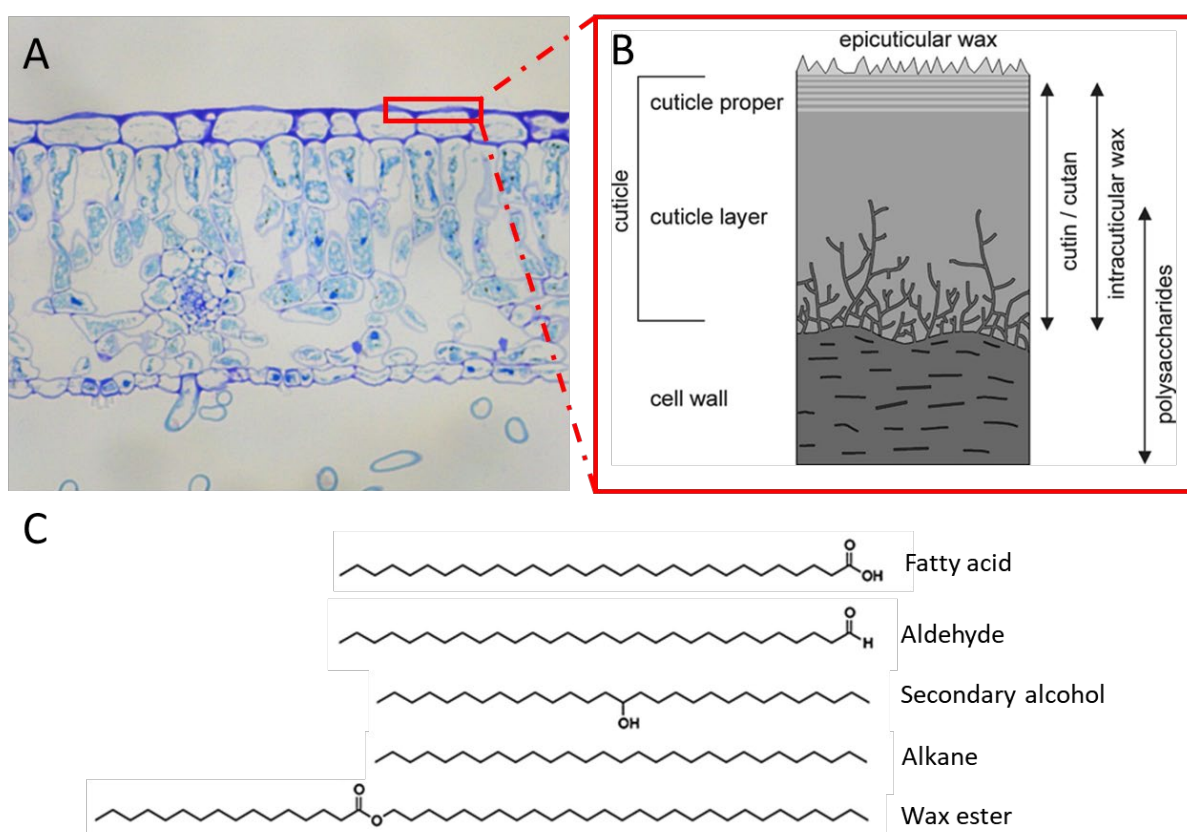 A
B
epicuticular wax
cuticle proper
cuticle
cuticle layer
cell wall
cutin / cutan
intracuticular wax
polysaccharides
C
O
OH
Fatty acid
O
H
Aldehyde
OH
Secondary alcohol
Alkane
O
O
Wax ester